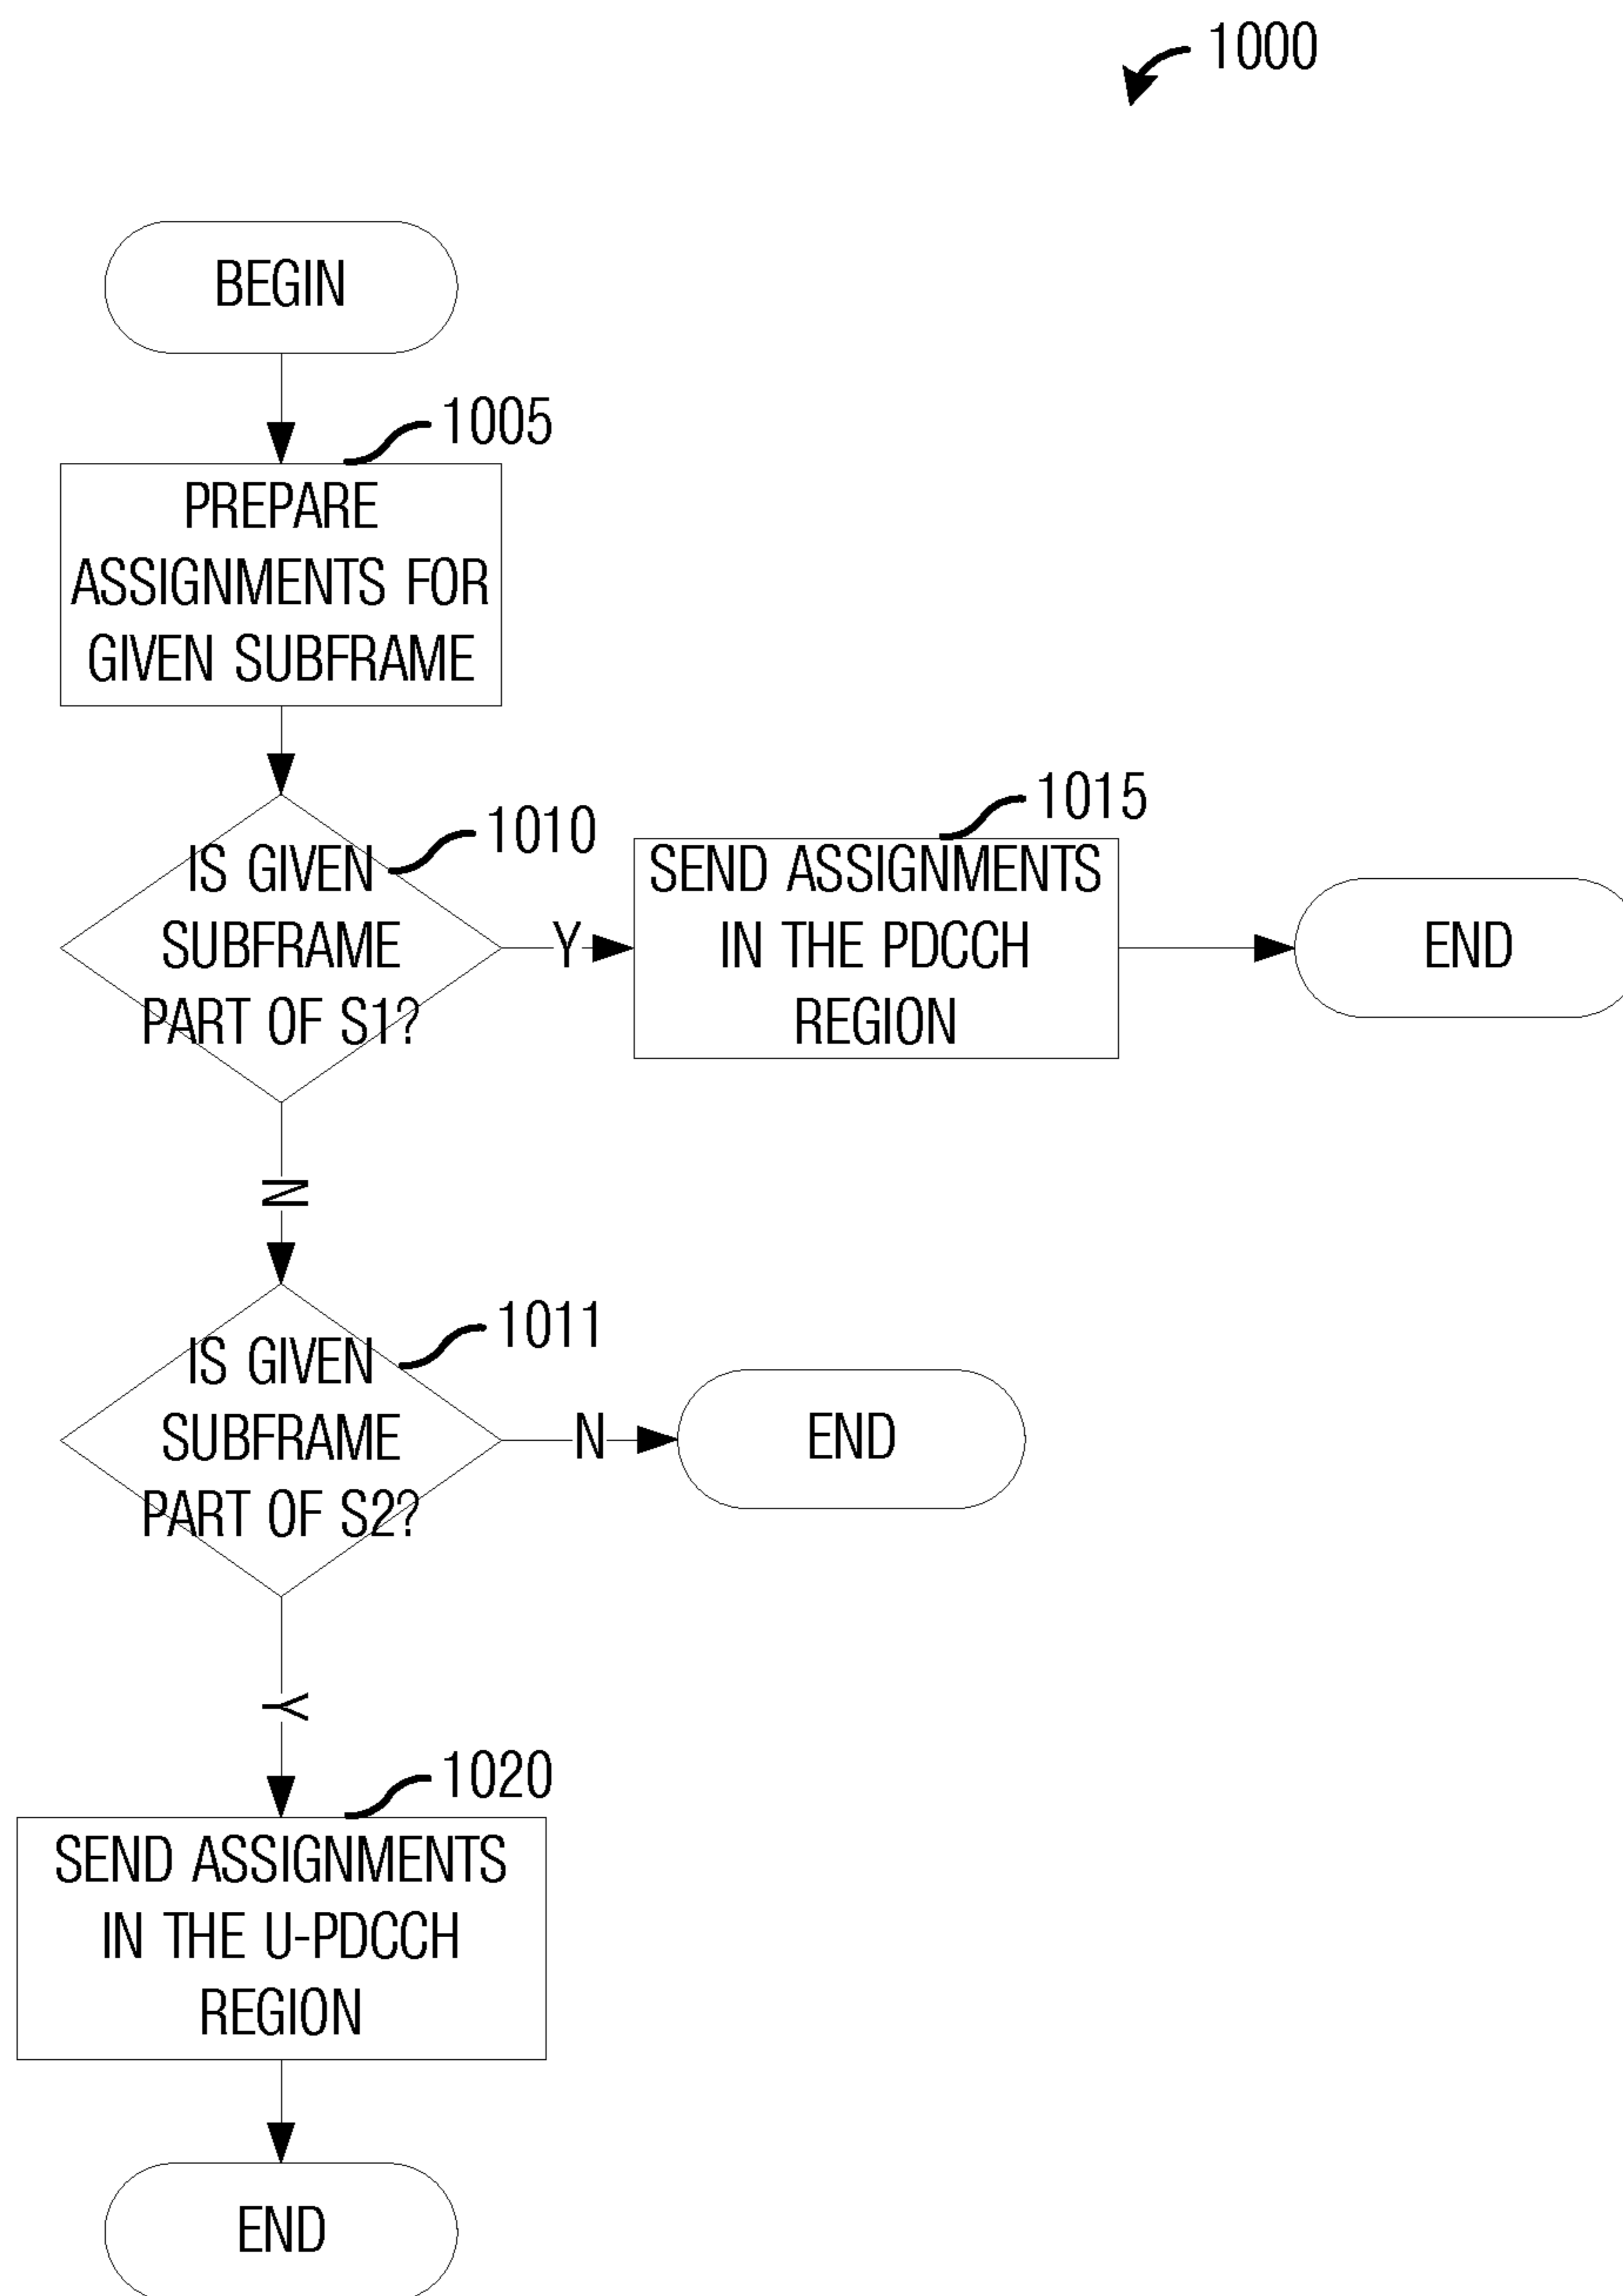 1000
BEGIN
1005
PREPARE
ASSIGNMENTS FOR
GIVEN SUBFRAME
1010
IS GIVEN
SUBFRAME
PART OF S1?
Y
1015
SEND ASSIGNMENTS
IN THE PDCCH
REGION
END
N
1011
IS GIVEN
SUBFRAME
PART OF S2?
N
END
Y
1020
SEND ASSIGNMENTS
IN THE U-PDCCH
REGION
END